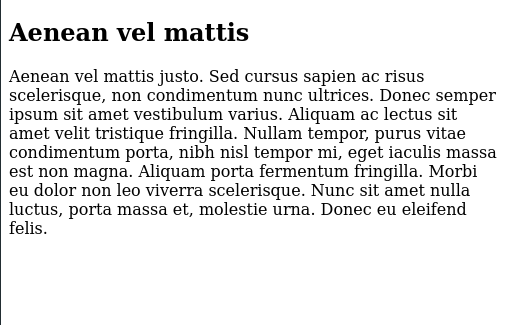 Aenean vel mattis
Aenean vel mattis justo. Sed cursus sapien ac risus
scelerisque, non condimentum nunc ultrices. Donec semper
ipsum sit amet vestibulum varius. Aliquam ac lectus sit
amet velit tristique fringilla. Nullam tempor, purus vitae
condimentum porta, nibh nisl tempor mi, eget iaculis massa
est non magna. Aliquam porta fermentum fringilla. Morbi
eu dolor non leo viverra scelerisque. Nunc sit amet nulla
luctus, porta massa et, molestie urna. Donec eu eleifend
felis.